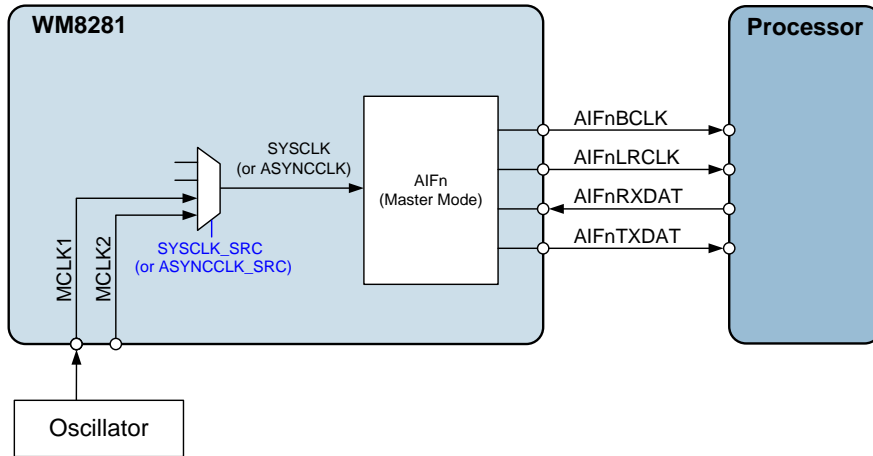 WM8281
Processor
AIFnBCLK
SYSCLK
(or ASYNCCLK)
AIFnLRCLK
AIFn
(Master Mode)
AIFnRXDAT
AIFnTXDAT
SYSCLK_SRC
(or ASYNCCLK_SRC)
MCLK1
MCLK2
Oscillator